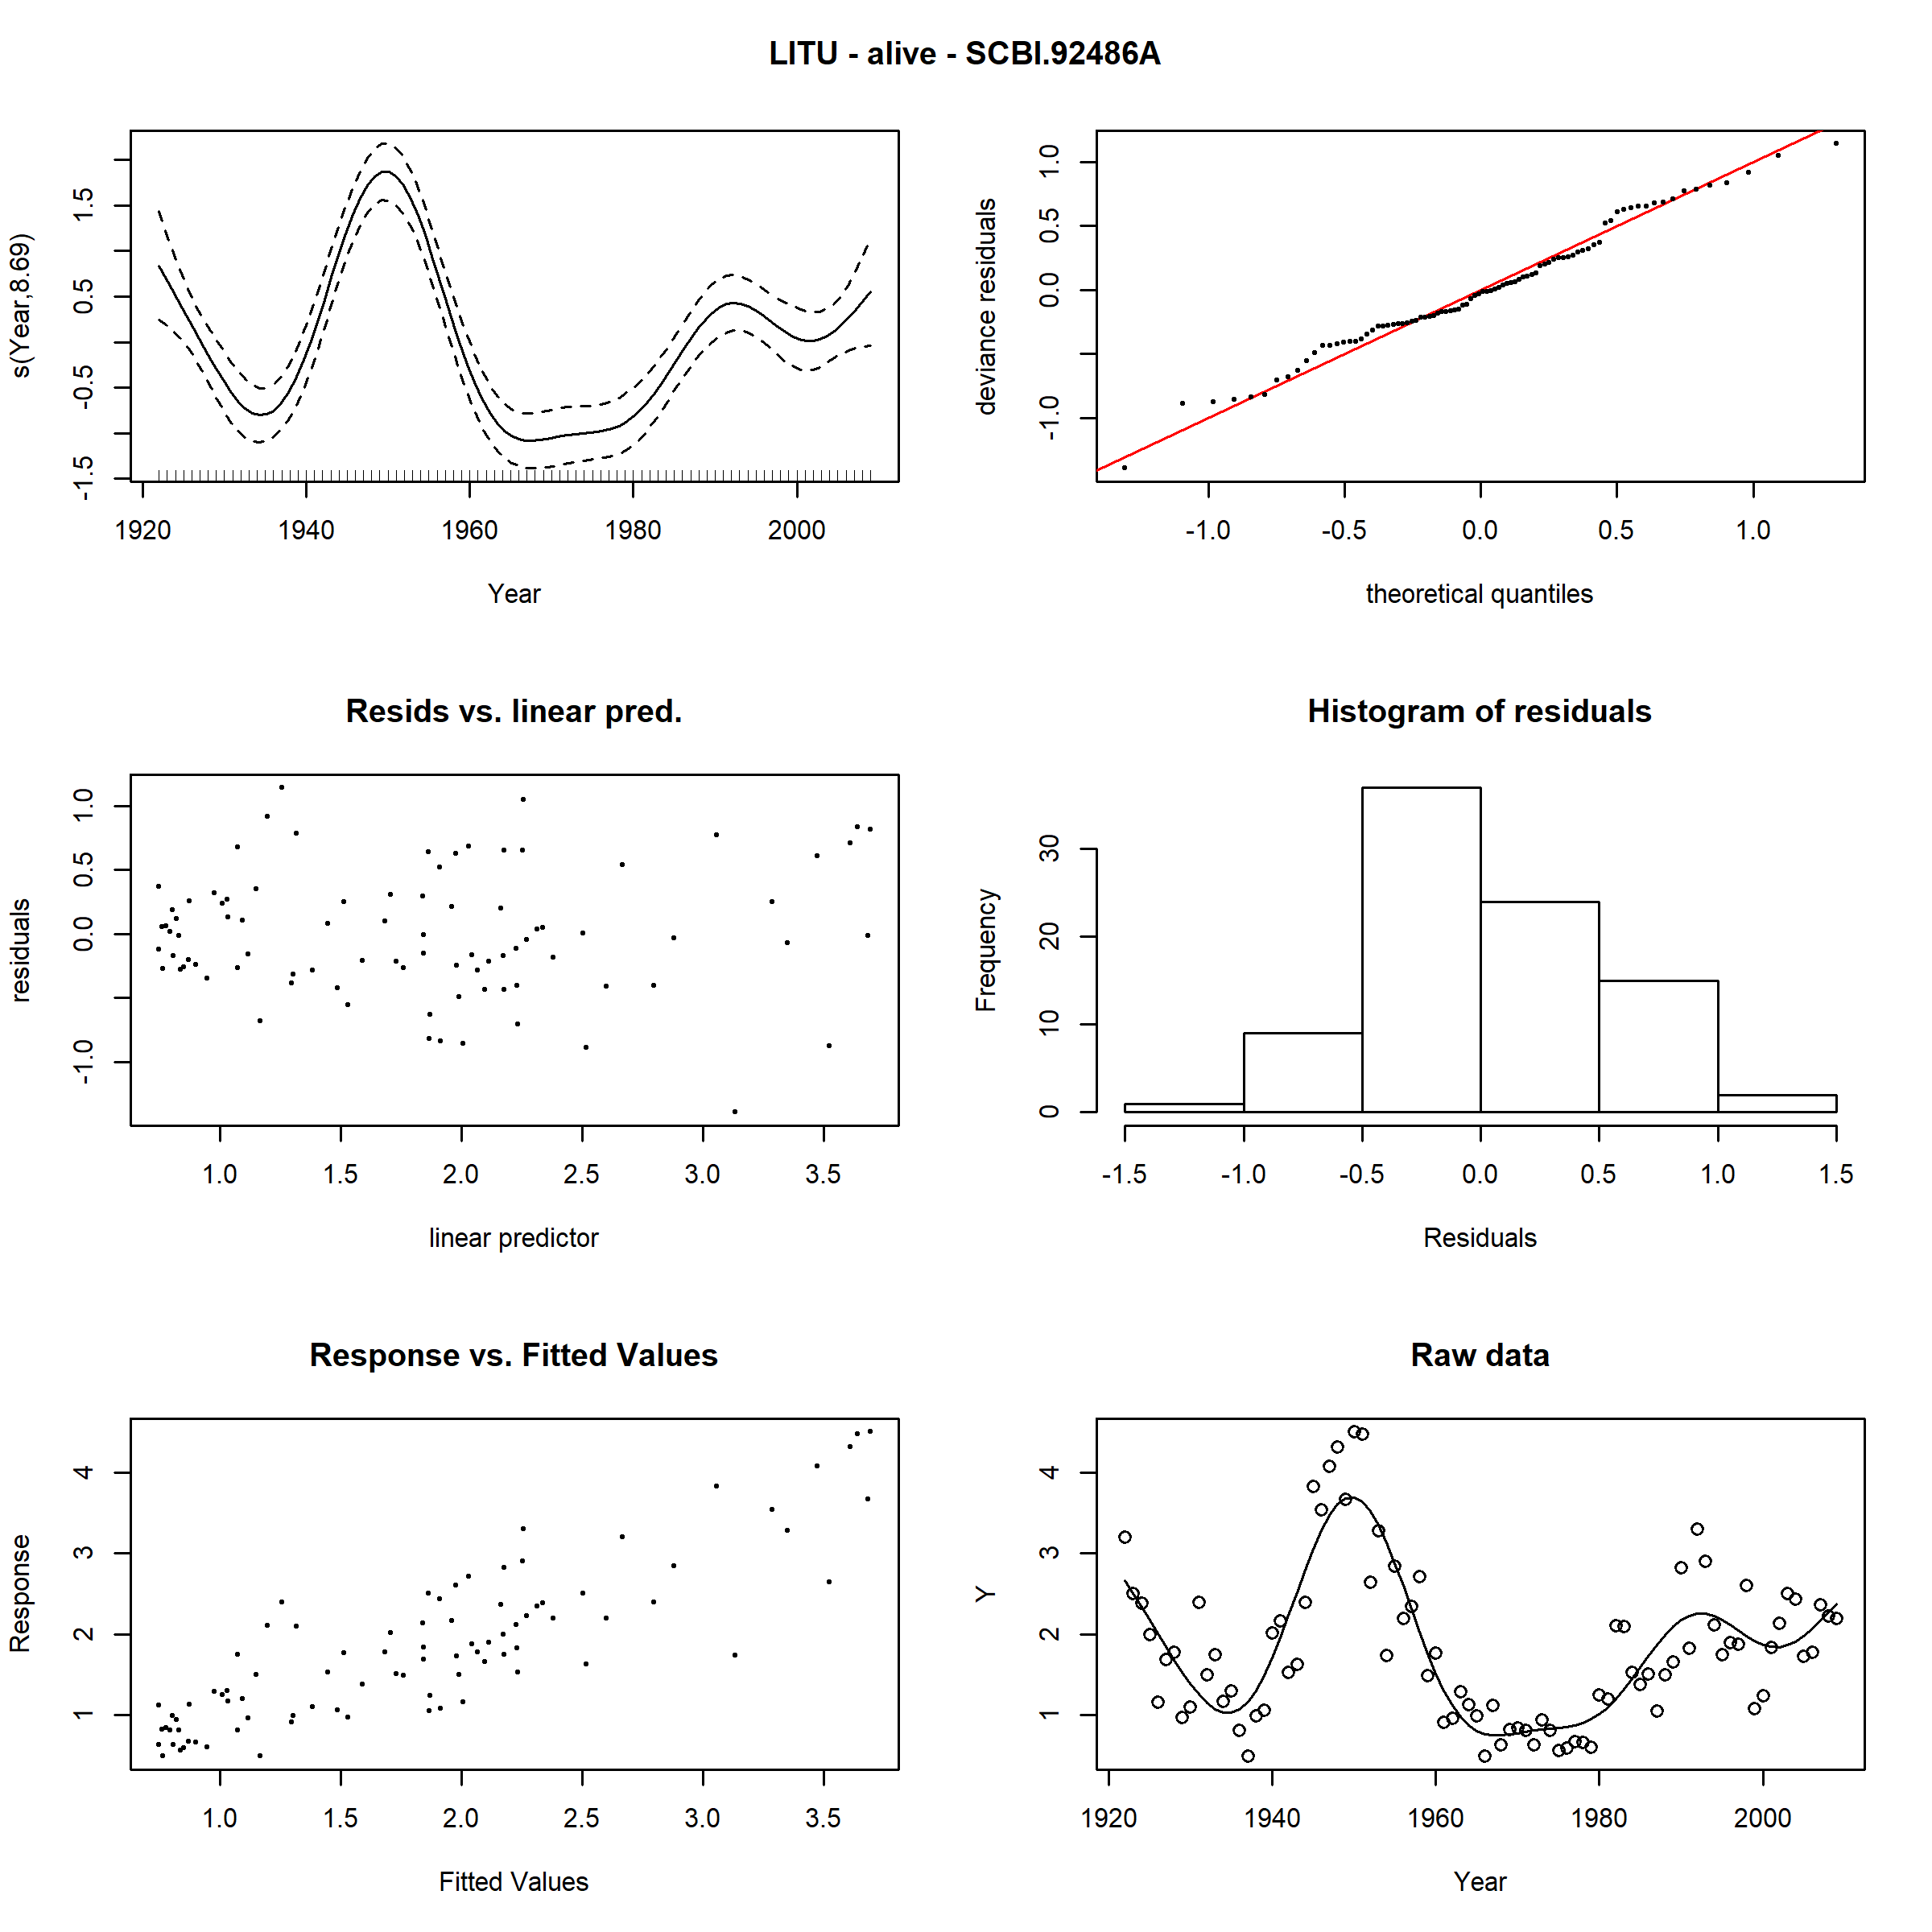 LITU - alive - SCBI.92486A
s(Year,8.69)
-1.5 -0.5 0.5 1.5
1920 1940 1960 1980 2000
Year
deviance residuals
-1.0 0.0 0.5 1.0
-1.0 -0.5 0.0 0.5 1.0
theoretical quantiles
Resids vs. linear pred.
residuals
-1.0 0.0 0.5 1.0
1.0 1.5 2.0 2.5 3.0 3.5
linear predictor
Histogram of residuals
Frequency
0 10 20 30
-1.5 -1.0 -0.5 0.0 0.5 1.0 1.5
Residuals
Response vs. Fitted Values
Response
1 2 3 4
1.0 1.5 2.0 2.5 3.0 3.5
Fitted Values
Raw data
Y
1 2 3 4
1920 1940 1960 1980 2000
Year